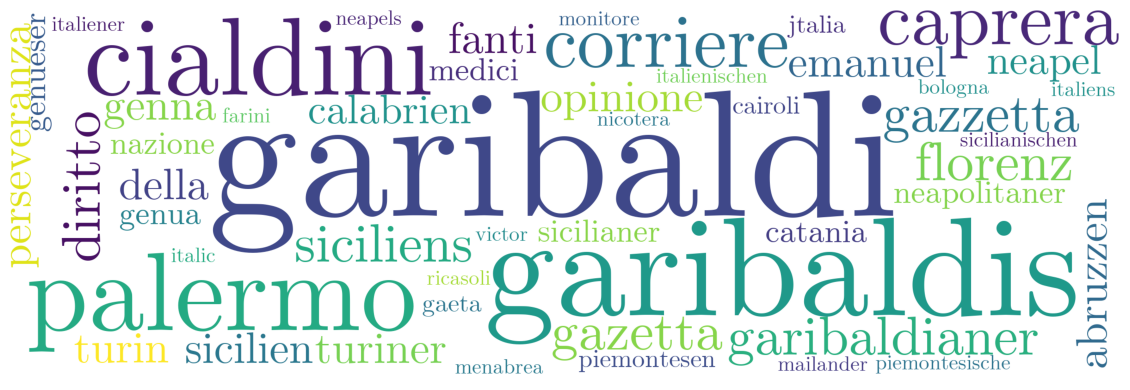 italiener
neapels
monitore
jtalia
caprera
perseveranza
genueser
cialdini
fanti
corriere
medici
emanuel
neapel
italienischen
bologna
italiens
genna
farini
calabrien
opinione
cairoli
gazzetta
nicotera
sicilianischen
diritto
nazione
garibaldi
florenz
della
neapolitaner
genua
siciliens
victor
sicilianer
catania
abruzzen
italic
ricasoli
garibaldis
palermo
gaeta
turin
sicilien
turiner
gazetta
garibaldianer
menabrea
piemontesen
mailander
piemontesische